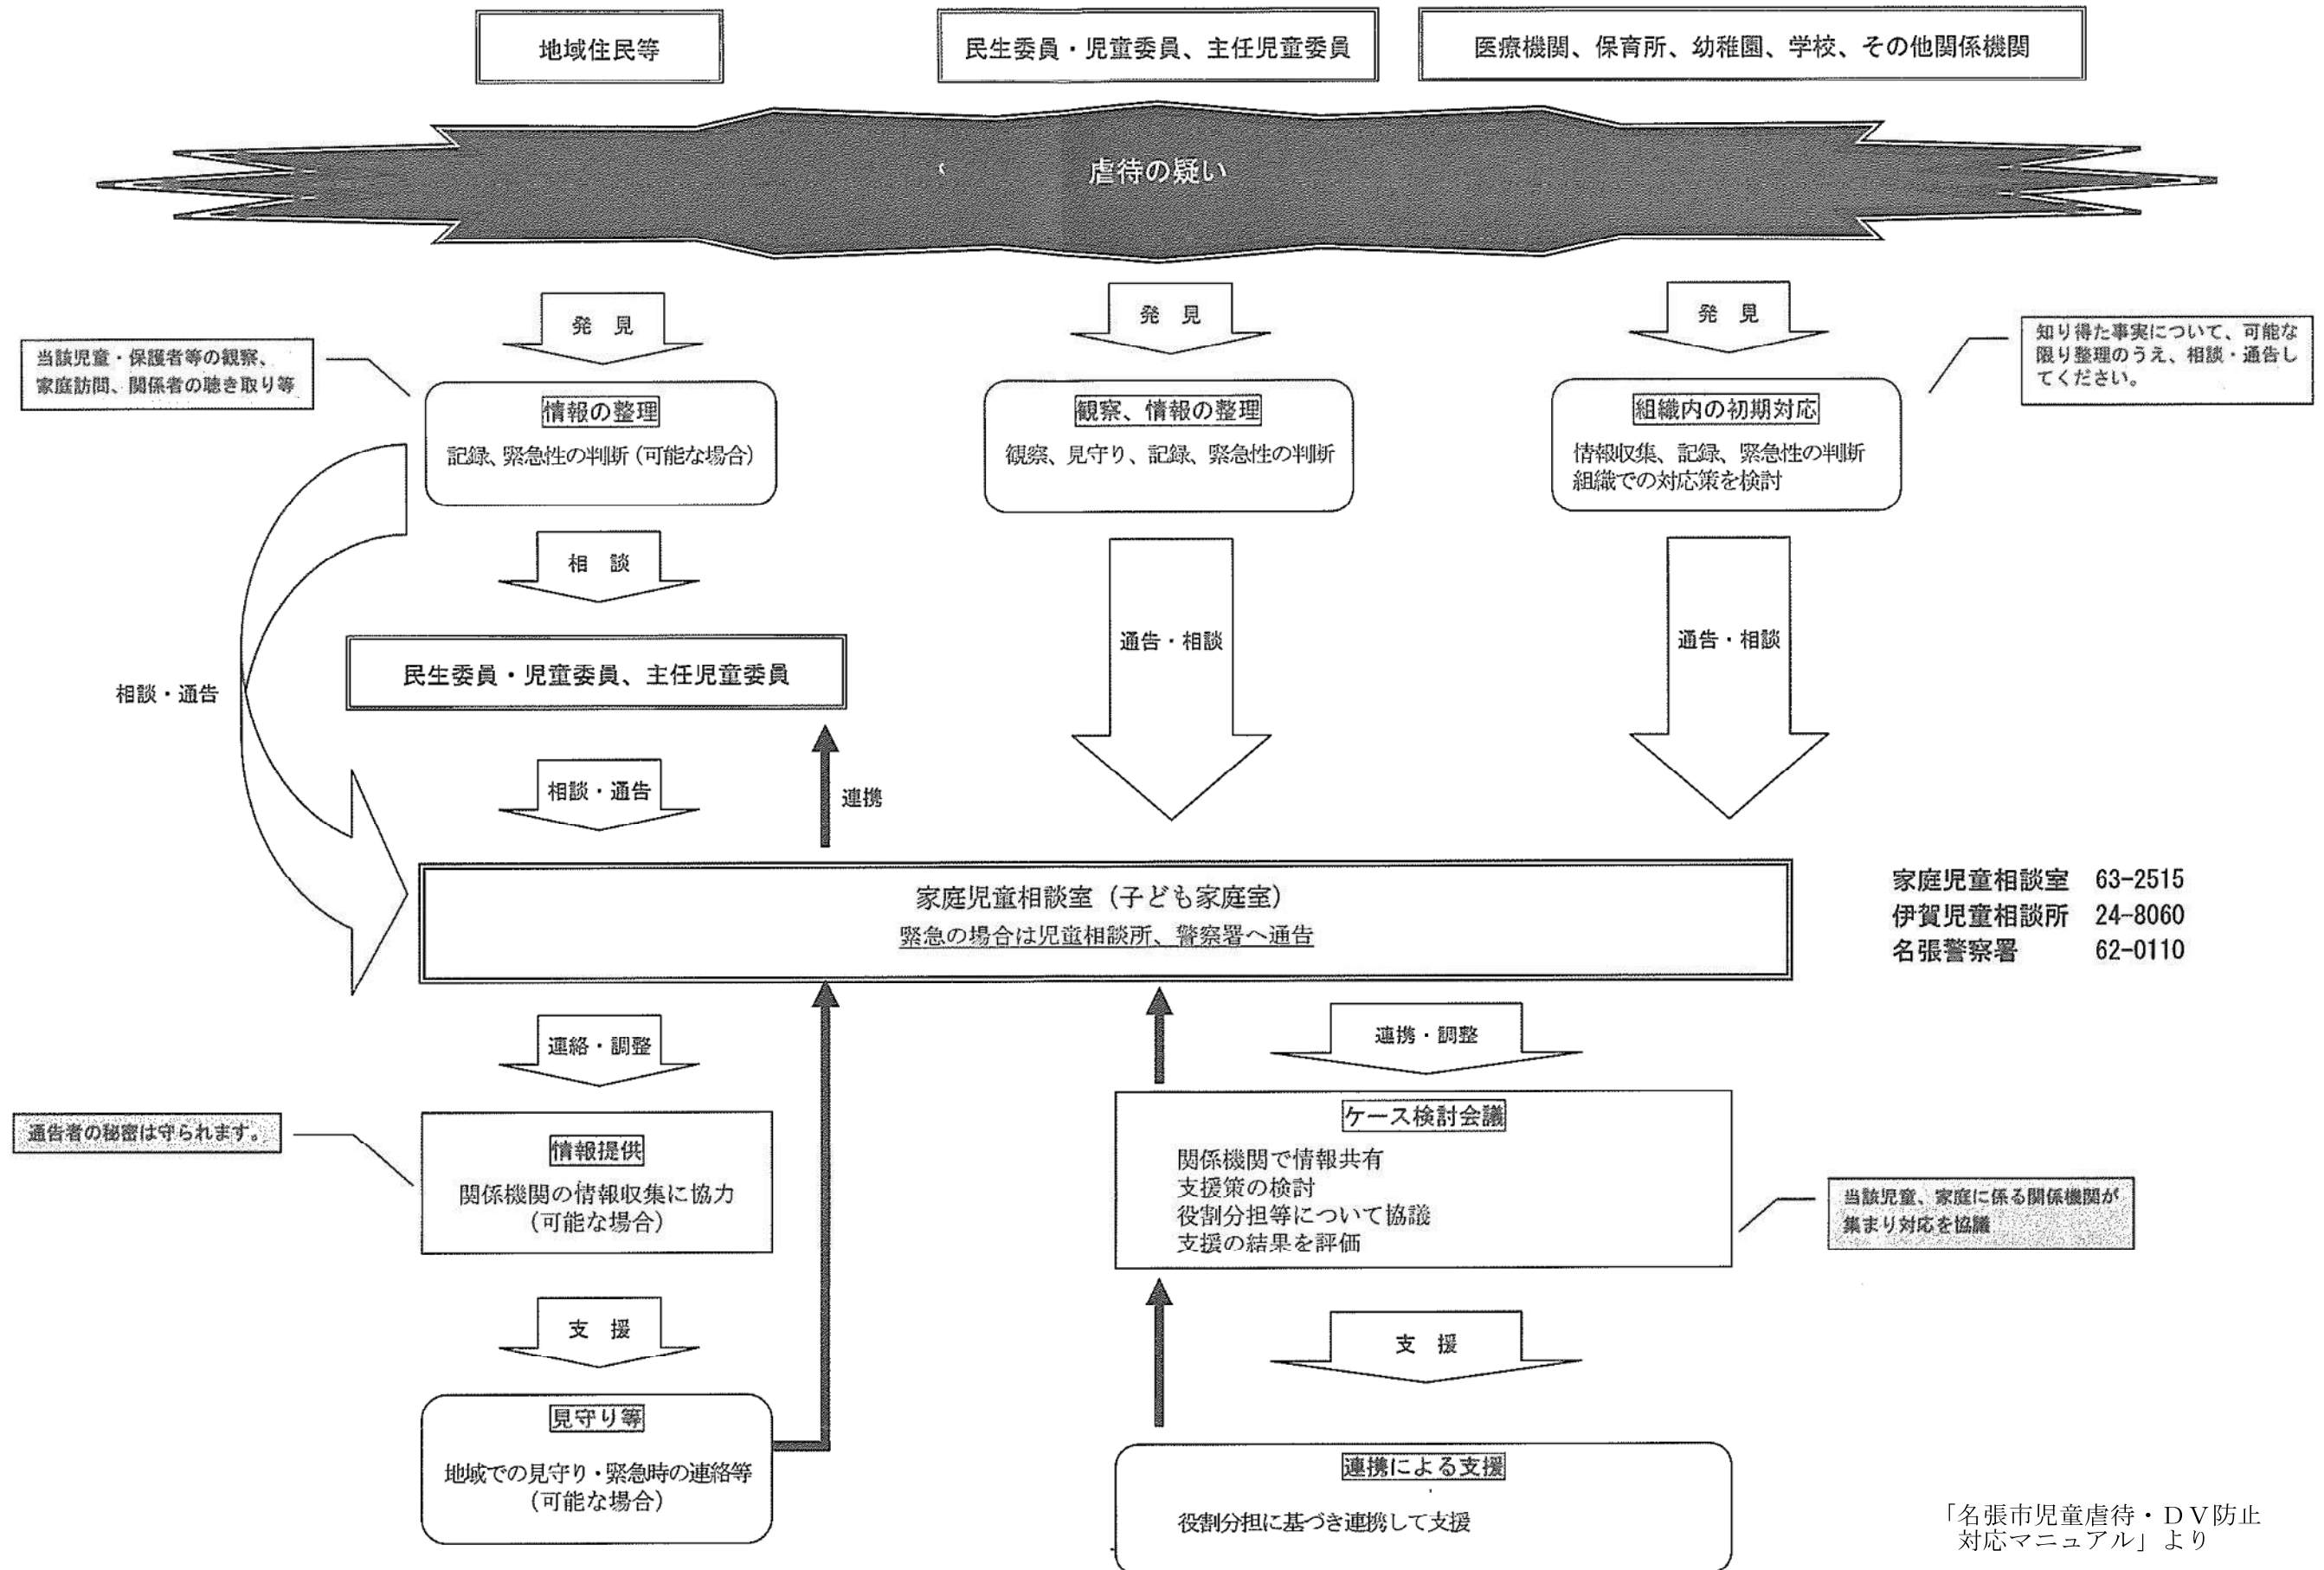 地域住民等
民生委員・児童委員、主任児童委員
医療機関、保育所、幼稚園、学校、その他関係機関
虐待の疑い
発 見
発 見
発 見
当該児童・保護者等の観察、
家庭訪問、関係者の聴き取り等
知り得た事実について、可能な
限り整理のうえ、相談・通告し
てください。
情報の整理
記録、緊急性の判断（可能な場合）
観察、情報の整理
観察、見守り、記録、緊急性の判断
組織内の初期対応
情報収集、記録、緊急性の判断
組織での対応策を検討
相 談
通告・相談
通告・相談
民生委員・児童委員、主任児童委員
相談・通告
相談・通告
連携
家庭児童相談室（子ども家庭室）
緊急の場合は児童相談所、警察署へ通告
家庭児童相談室 63-2515
伊賀児童相談所 24-8060
名張警察署 62-0110
連絡・調整
連携・調整
通告者の秘密は守られます。
情報提供
関係機関の情報収集に協力
（可能な場合）
ケース検討会議
関係機関で情報共有
支援策の検討
役割分担等について協議
支援の結果を評価
当該児童、家庭に係る関係機関が
集まり対応を協議
支 援
支 援
見守り等
地域での見守り・緊急時の連絡等
（可能な場合）
連携による支援
役割分担に基づき連携して支援
「名張市児童虐待・ＤＶ防止
対応マニュアル」より